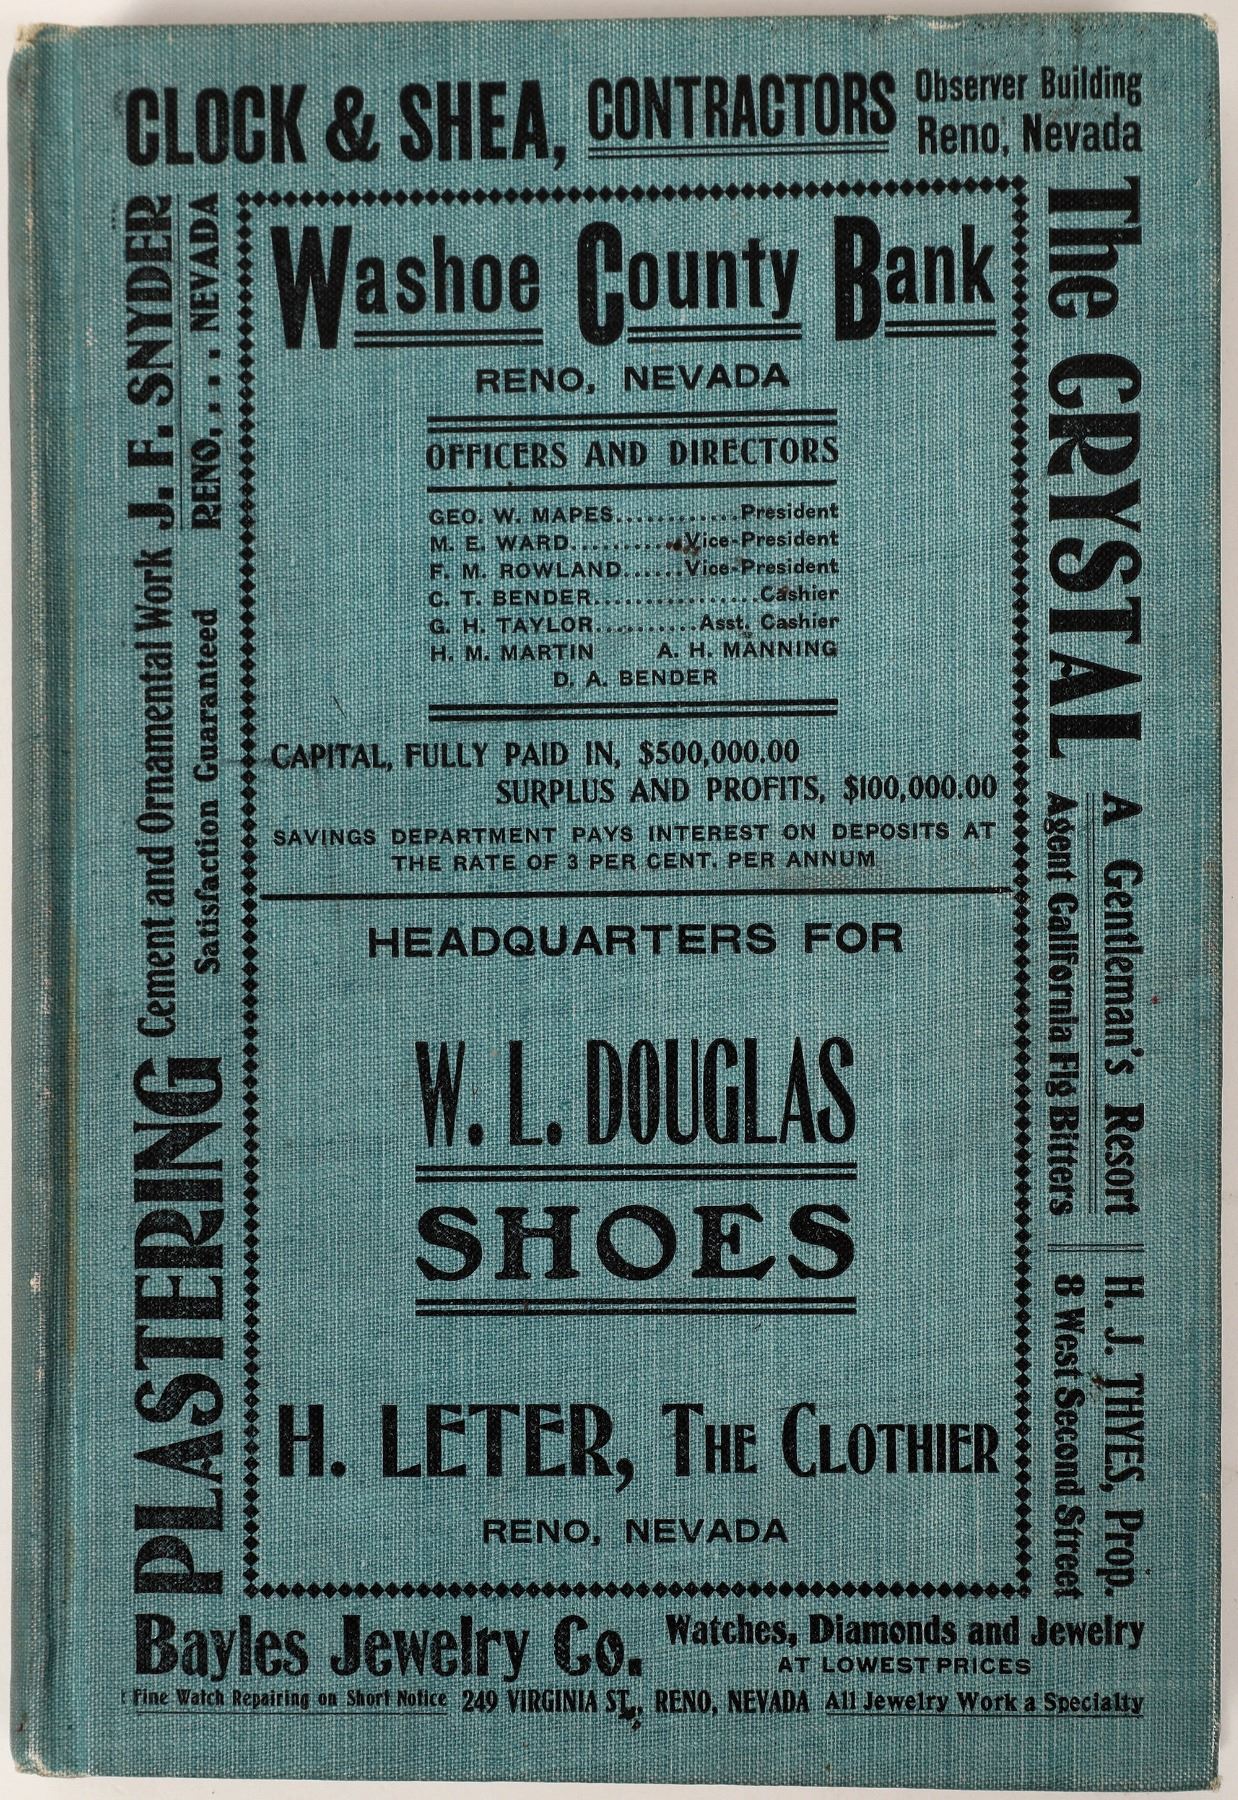 CLOCK & SHEA, CONTRACTORS
Observer Building
Reno, Nevada
PLASTERING
Cement and Ornamental Work
Satisfaction Guaranteed
J. F. SNYDER
RENO, . . . . NEVADA
Washoe County Bank
RENO, NEVADA
OFFICERS AND DIRECTORS
GEO. W. MAPES............President
M. E. WARD...........Vice-President
F. M. ROWLAND......Vice-President
C. T. BENDER................Cashier
G. H. TAYLOR..........Asst. Cashier
H. M. MARTIN A. H. MANNING
D. A. BENDER
CAPITAL, FULLY PAID IN, $500,000.00
SURPLUS AND PROFITS, $100,000.00
SAVINGS DEPARTMENT PAYS INTEREST ON DEPOSITS AT
THE RATE OF 3 PER CENT. PER ANNUM
HEADQUARTERS FOR
W. L. DOUGLAS
SHOES
H. LETER, THE CLOTHIER
RENO, NEVADA
The CRYSTAL
A Gentleman's Resort
Agent California Fig Bitters
H. J. THYES, Prop.
8 West Second Street
Bayles Jewelry Co.
Watches, Diamonds and Jewelry
AT LOWEST PRICES
Fine Watch Repairing on Short Notice 249 VIRGINIA ST., RENO, NEVADA All Jewelry Work a Specialty